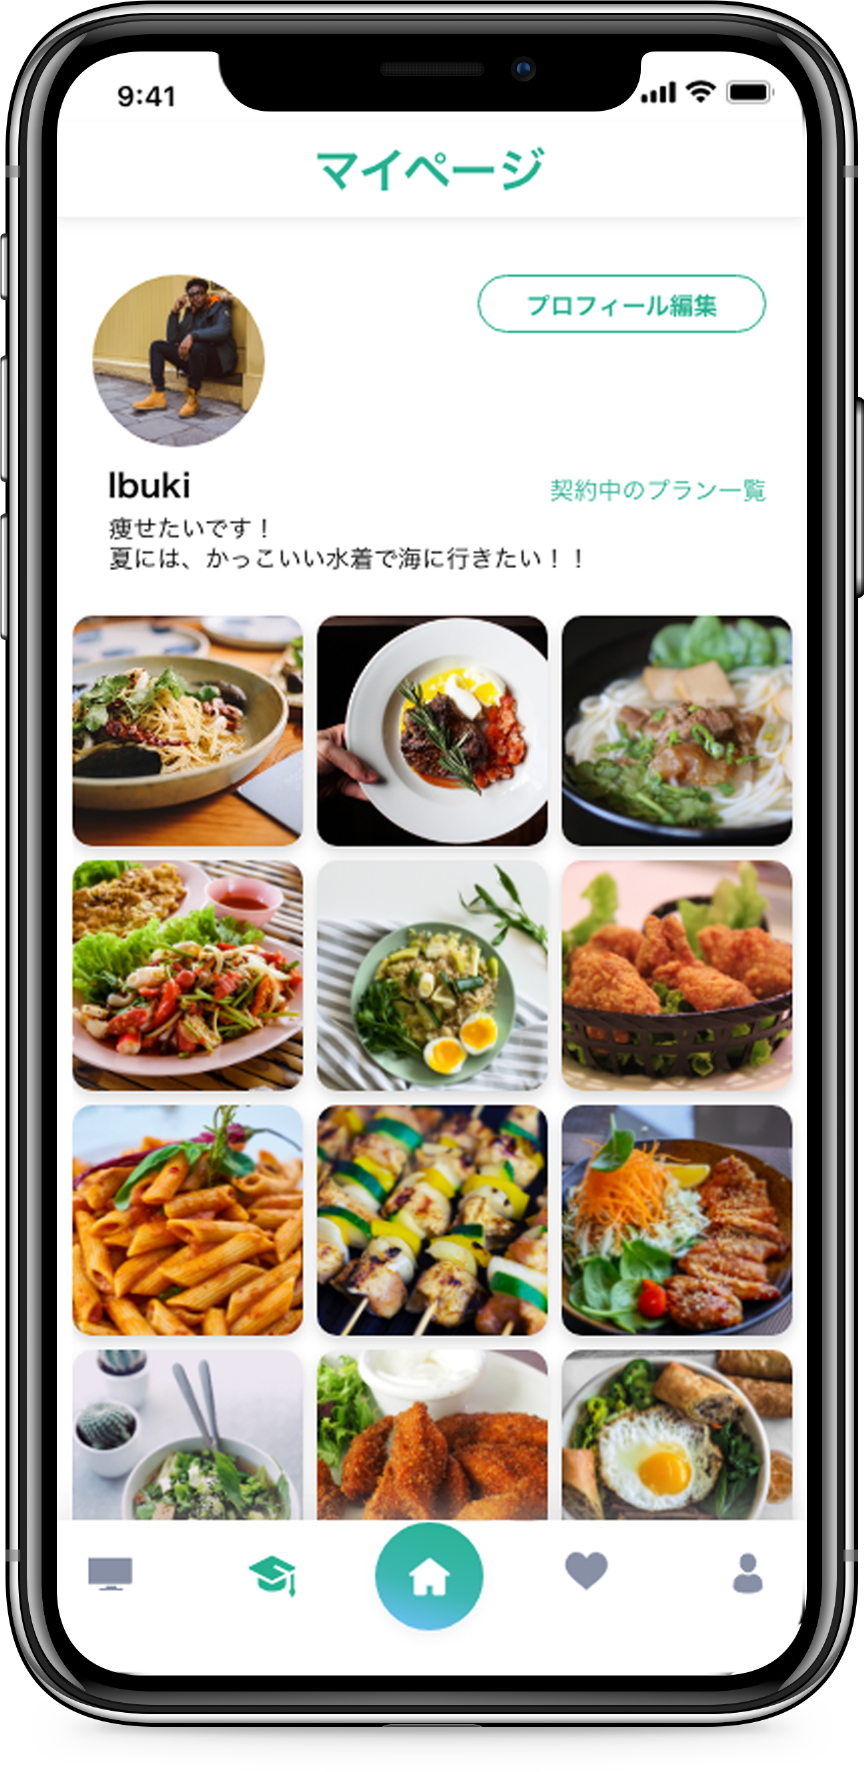 9:41
マイページ
プロフィール編集
Ibuki
契約中のプラン一覧
痩せたいです！
夏には、かっこいい水着で海に行きたい！！